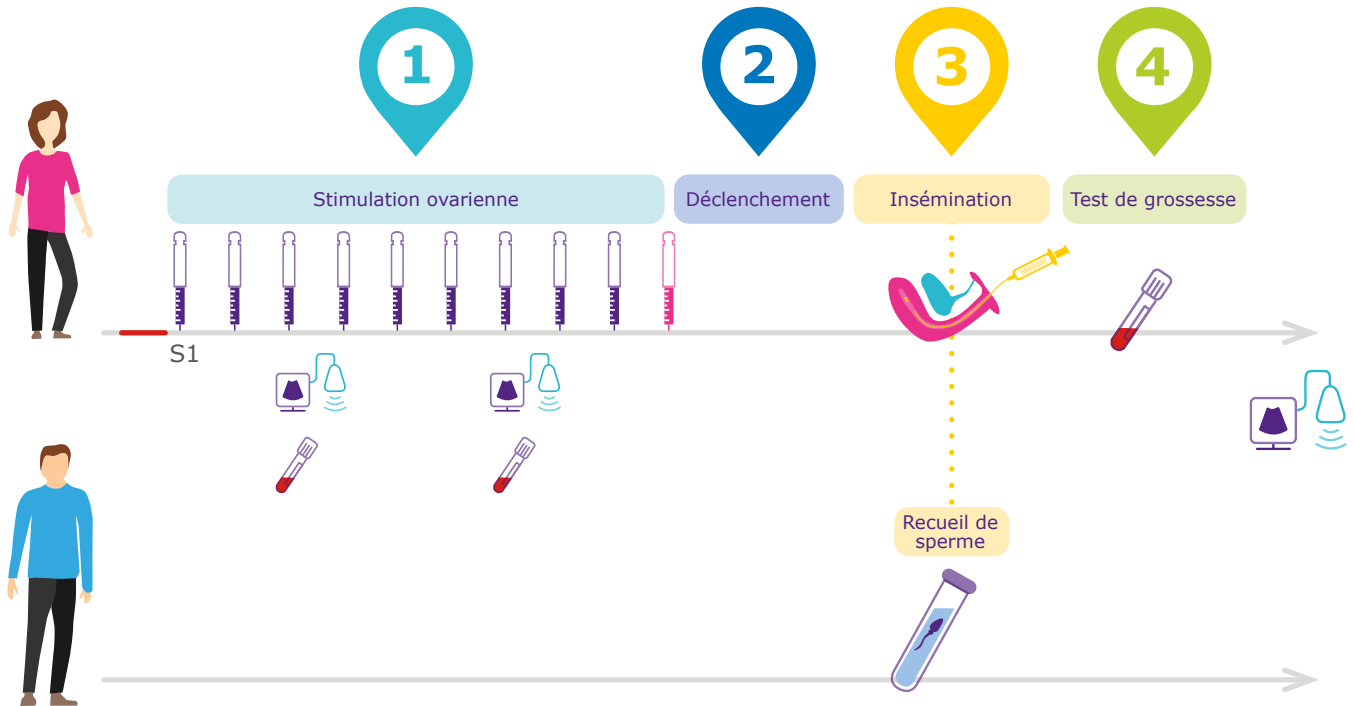 1
2
3
4
Stimulation ovarienne
Déclenchement
Insémination
Test de grossesse
S1
Recueil de
sperme